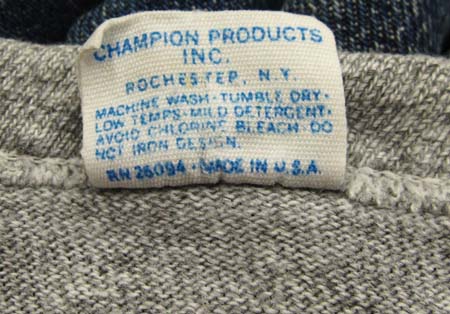 CHAMPION PRODUCTS
INC.
ROCHESTER, N.Y.
MACHINE WASH · TUMBLE DRY ·
LOW TEMPS · MILD DETERGENT ·
AVOID CHLORINE BLEACH DO
NOT IRON DESIGN.
RN 26094 · MADE IN U.S.A.